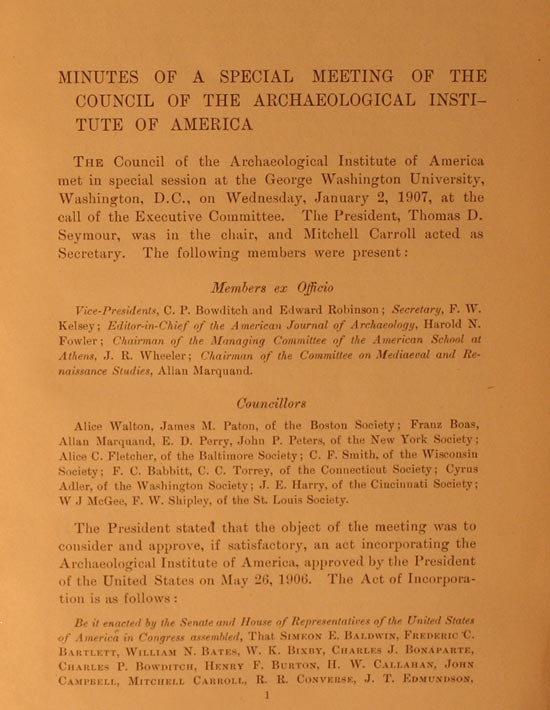 MINUTES OF A SPECIAL MEETING OF THE
COUNCIL OF THE ARCHAEOLOGICAL INSTI-
TUTE OF AMERICA
THE Council of the Archaeological Institute of America
met in special session at the George Washington University,
Washington, D.C., on Wednesday, January 2, 1907, at the
call of the Executive Committee. The President, Thomas D.
Seymour, was in the chair, and Mitchell Carroll acted as
Secretary. The following members were present:
Members ex Officio
Vice-Presidents, C. P. Bowditch and Edward Robinson; Secretary, F. W.
Kelsey; Editor-in-Chief of the American Journal of Archaeology, Harold N.
Fowler; Chairman of the Managing Committee of the American School at
Athens, J. R. Wheeler; Chairman of the Committee on Mediaeval and Re-
naissance Studies, Allan Marquand.
Councillors
Alice Walton, James M. Paton, of the Boston Society; Franz Boas,
Allan Marquand, E. D. Perry, John P. Peters, of the New York Society;
Alice C. Fletcher, of the Baltimore Society; C. F. Smith, of the Wisconsin
Society; F. C. Babbitt, C. C. Torrey, of the Connecticut Society; Cyrus
Adler, of the Washington Society; J. E. Harry, of the Cincinnati Society;
W J McGee, F. W. Shipley, of the St. Louis Society.
The President stated that the object of the meeting was to
consider and approve, if satisfactory, an act incorporating the
Archaeological Institute of America, approved by the President
of the United States on May 26, 1906. The Act of Incorpora-
tion is as follows:
Be it enacted by the Senate and House of Representatives of the United States
of America in Congress assembled, That SIMEON E. BALDWIN, FREDERIC C.
BARTLETT, WILLIAM N. BATES, W. K. BIXBY, CHARLES J. BONAPARTE,
CHARLES P. BOWDITCH, HENRY F. BURTON, H. W. CALLAHAN, JOHN
CAMPBELL, MITCHELL CARROLL, R. R. CONVERSE, J. T. EDMUNDSON,
1